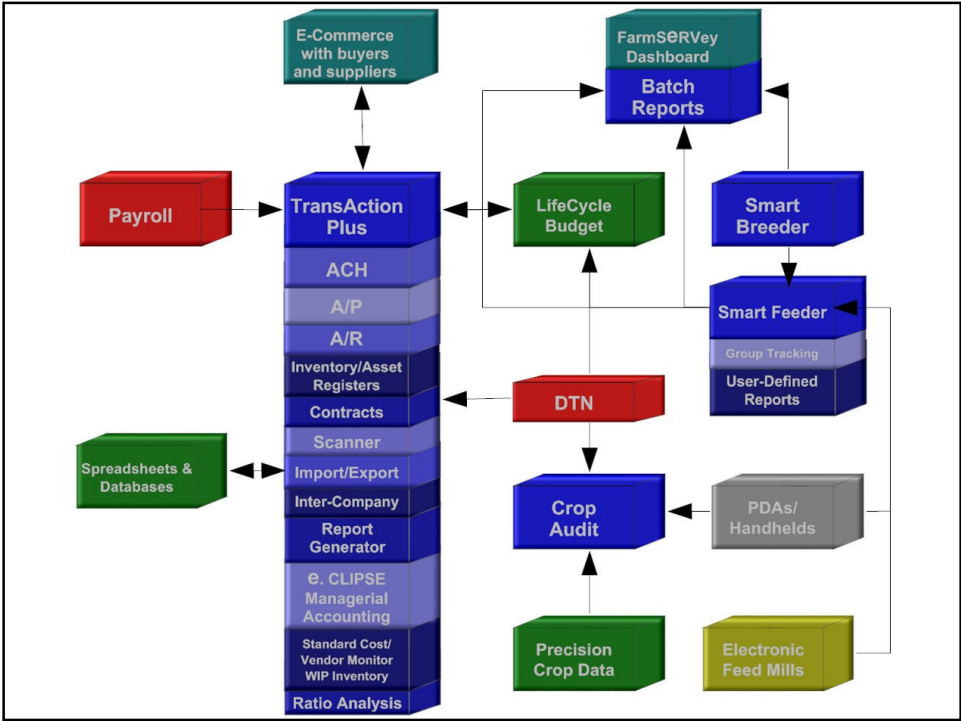 E-Commerce
with buyers
and suppliers
FarmSeRVey
Dashboard
Batch
Reports
Payroll
TransAction
Plus
LifeCycle
Budget
Smart
Breeder
ACH
A/P
A/R
Inventory/Asset
Registers
Contracts
Scanner
Import/Export
Inter-Company
Report
Generator
e. CLIPSE
Managerial
Accounting
Standard Cost/
Vendor Monitor
WIP Inventory
Ratio Analysis
Smart Feeder
Group Tracking
User-Defined
Reports
DTN
Spreadsheets &
Databases
Crop
Audit
PDAs/
Handhelds
Precision
Crop Data
Electronic
Feed Mills